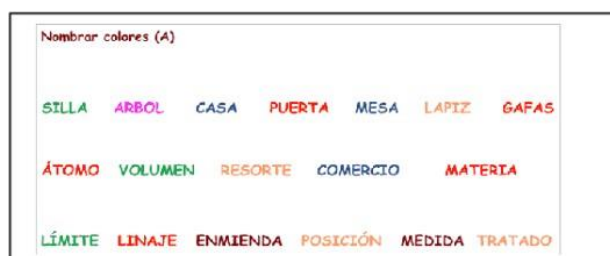 Nombrar colores (A)
SILLA ARBOL CASA PUERTA MESA LAPIZ GAFAS
ÁTOMO VOLUMEN RESORTE COMERCIO MATERIA
LÍMITE LINAJE ENMIENDA POSICIÓN MEDIDA TRATADO